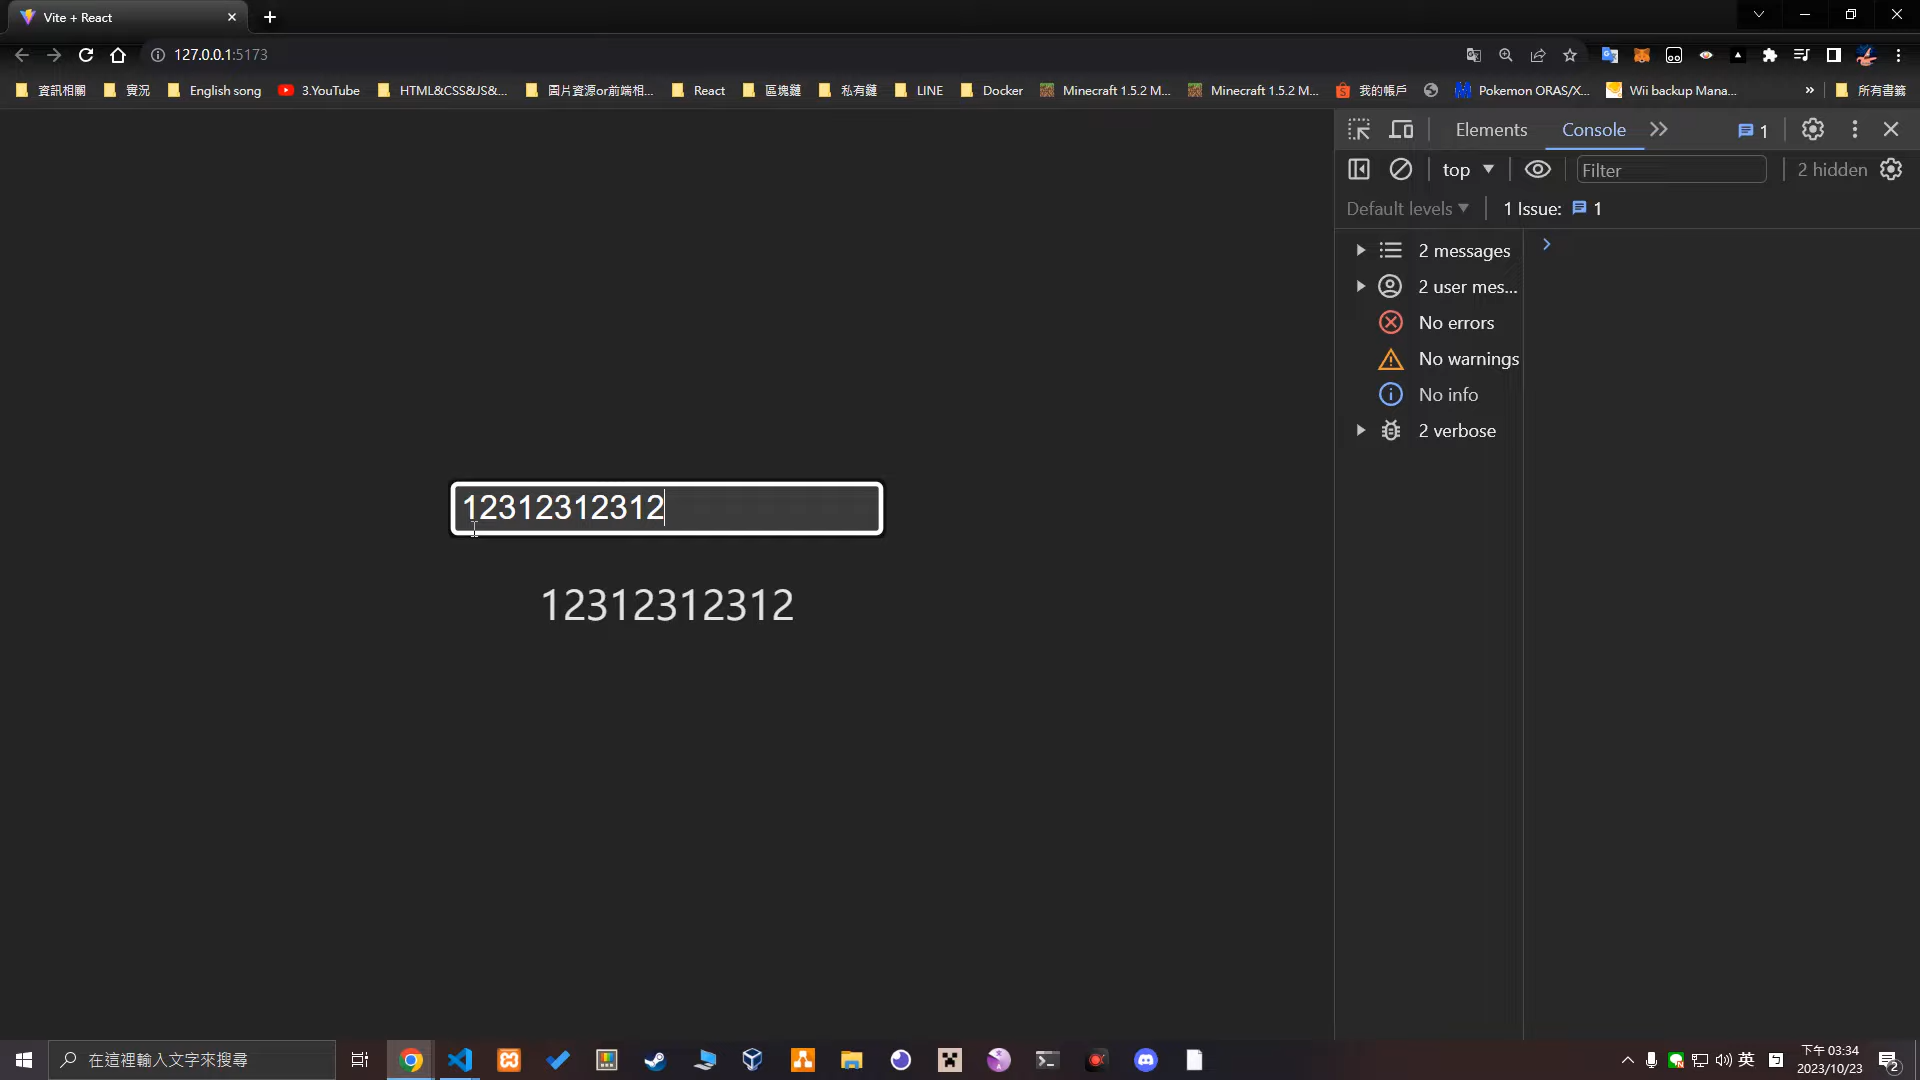 Vite + React
127.0.0.1:5173
資訊相關 實況 English song 3.YouTube HTML&CSS&JS&... 圖片資源or前端相... React 區塊鏈 私有鏈 LINE Docker Minecraft 1.5.2 M... Minecraft 1.5.2 M... 我的帳戶 Pokemon ORAS/X... Wii backup Mana... » 所有書籤
Elements Console 1
top Filter 2 hidden
Default levels 1 Issue: 1
2 messages
2 user mes...
No errors
No warnings
No info
2 verbose
12312312312
12312312312
在這裡輸入文字來搜尋
英
下午 03:34
2023/10/23
2